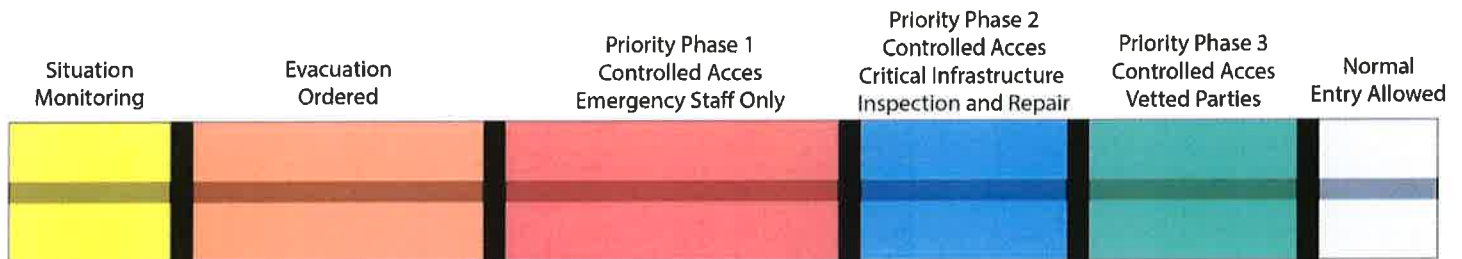 Situation
Monitoring
Evacuation
Ordered
Priority Phase 1
Controlled Acces
Emergency Staff Only
Priority Phase 2
Controlled Acces
Critical Infrastructure
Inspection and Repair
Priority Phase 3
Controlled Acces
Vetted Parties
Normal
Entry Allowed